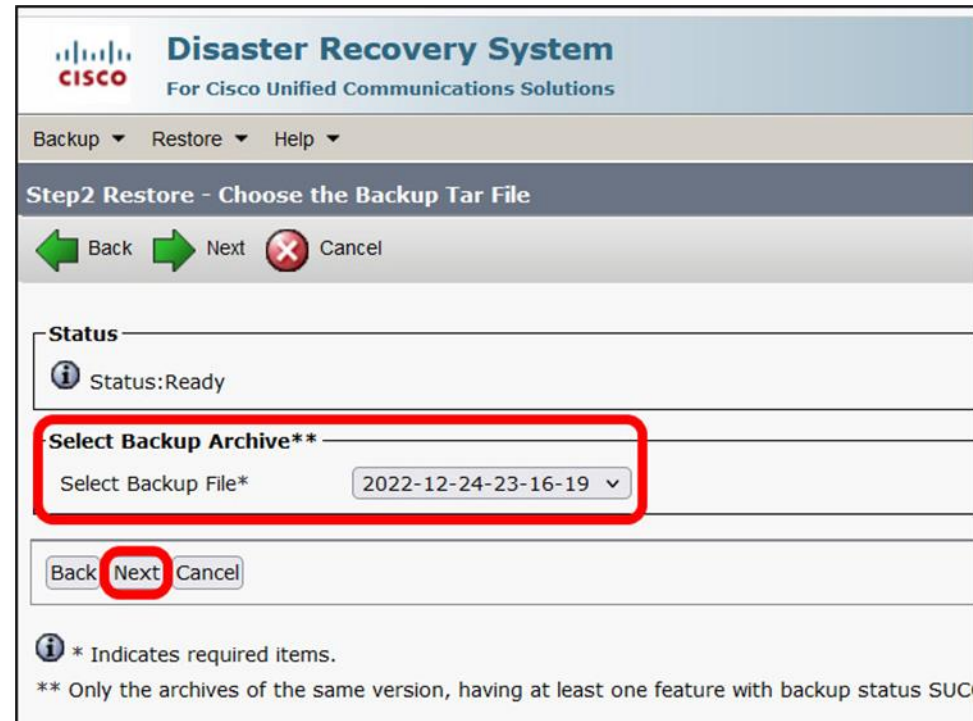 CISCO
Disaster Recovery System
For Cisco Unified Communications Solutions
Backup Restore Help
Step2 Restore - Choose the Backup Tar File
Back Next Cancel
Status
Status:Ready
Select Backup Archive**
Select Backup File* 2022-12-24-23-16-19
Back Next Cancel
* Indicates required items.
** Only the archives of the same version, having at least one feature with backup status